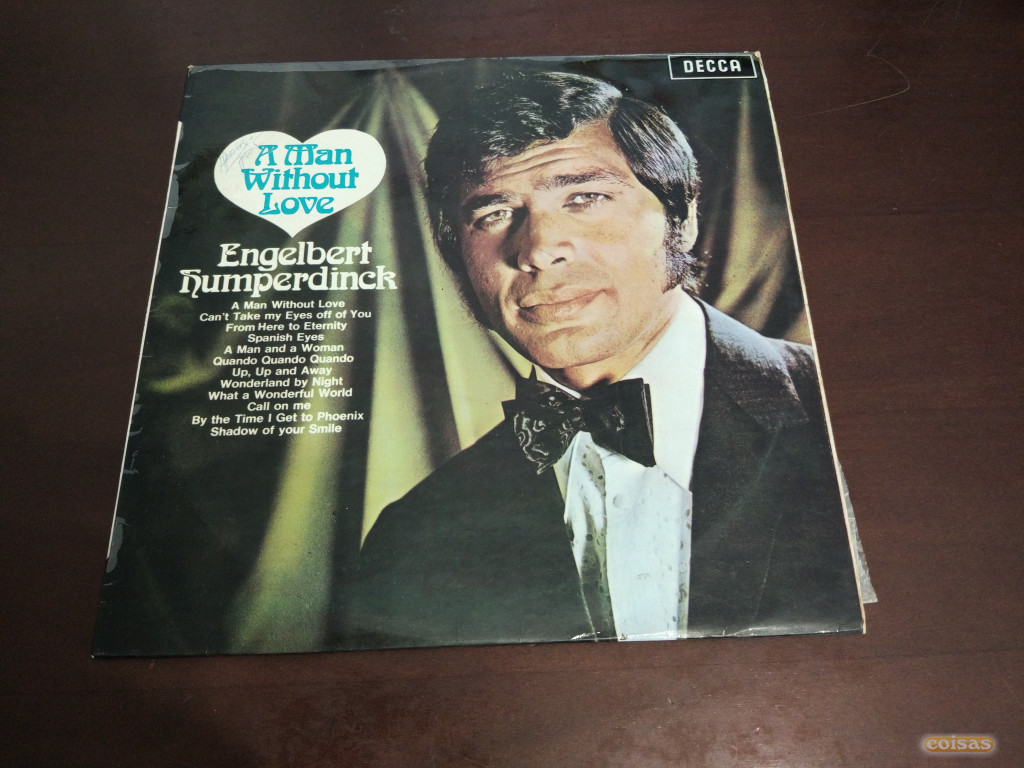 DECCA
A Man
Without
Love
Engelbert
Humperdinck
A Man Without Love
Can't Take my Eyes off of You
From Here to Eternity
Spanish Eyes
A Man and a Woman
Quando Quando Quando
Up, Up and Away
Wonderland by Night
What a Wonderful World
Call on me
By the Time I Get to Phoenix
Shadow of your Smile
coisas